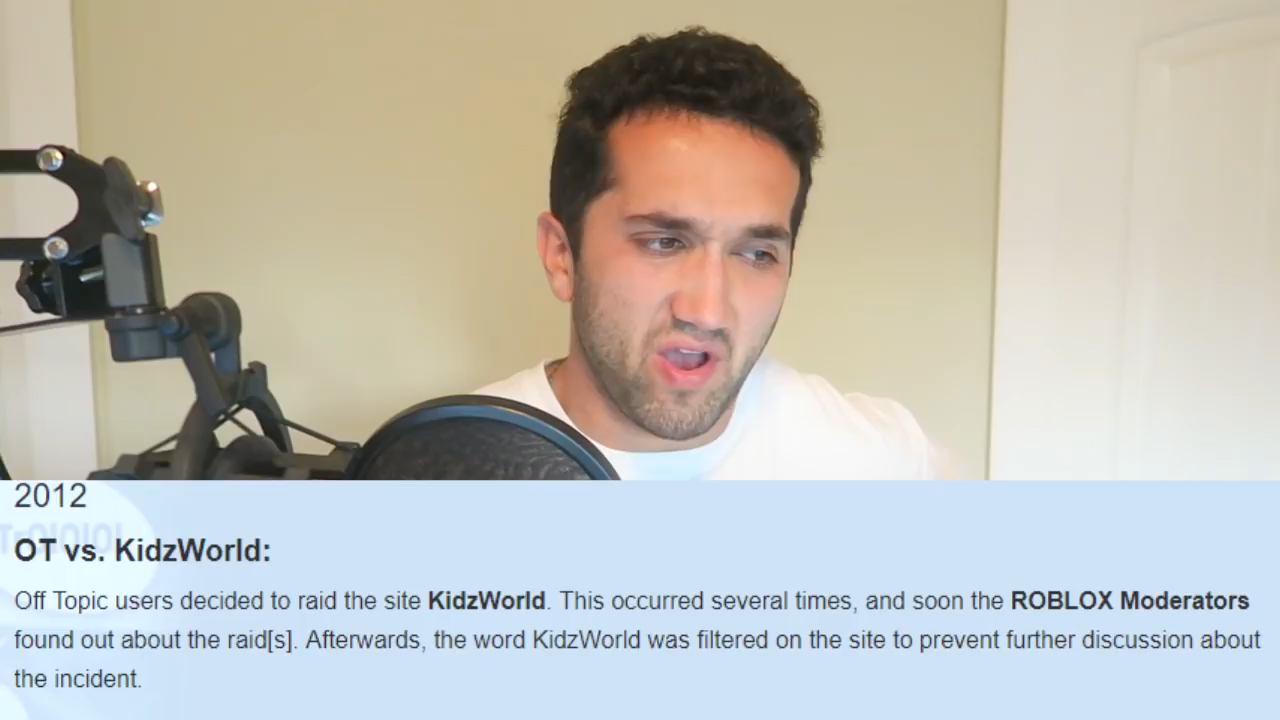 2012
OT vs. KidzWorld:
Off Topic users decided to raid the site KidzWorld. This occurred several times, and soon the ROBLOX Moderators
found out about the raid[s]. Afterwards, the word KidzWorld was filtered on the site to prevent further discussion about
the incident.